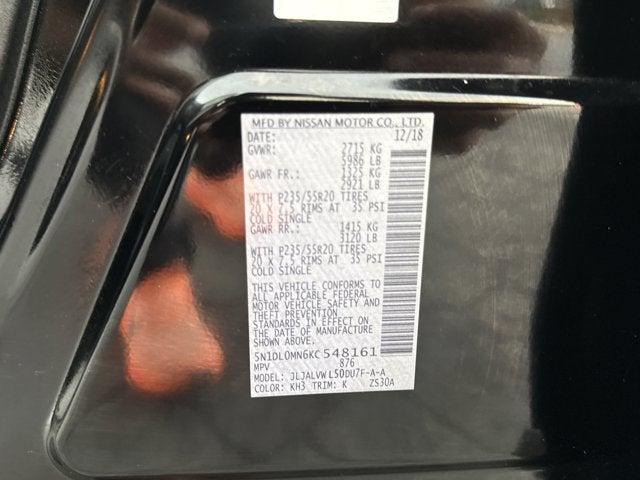 MFD BY NISSAN MOTOR CO., LTD.
DATE: 12/18
GVWR: 2715 KG
5986 LB
GAWR FR.: 1325 KG
2921 LB
WITH P235/55R20 TIRES
20 X 7.5 RIMS AT 35 PSI
COLD SINGLE
GAWR RR.: 1415 KG
3120 LB
WITH P235/55R20 TIRES
20 X 7.5 RIMS AT 35 PSI
COLD SINGLE
THIS VEHICLE CONFORMS TO
ALL APPLICABLE FEDERAL
MOTOR VEHICLE SAFETY AND
THEFT PREVENTION
STANDARDS IN EFFECT ON
THE DATE OF MANUFACTURE
SHOWN ABOVE.
5N1DL0MN6KC 548161
MPV 876
MODEL: JLJALVW L50DU7F-A-A
COLOR: KH3 TRIM: K ZS30A